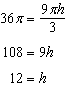 36π = 9πh/3
108 = 9h
12 = h